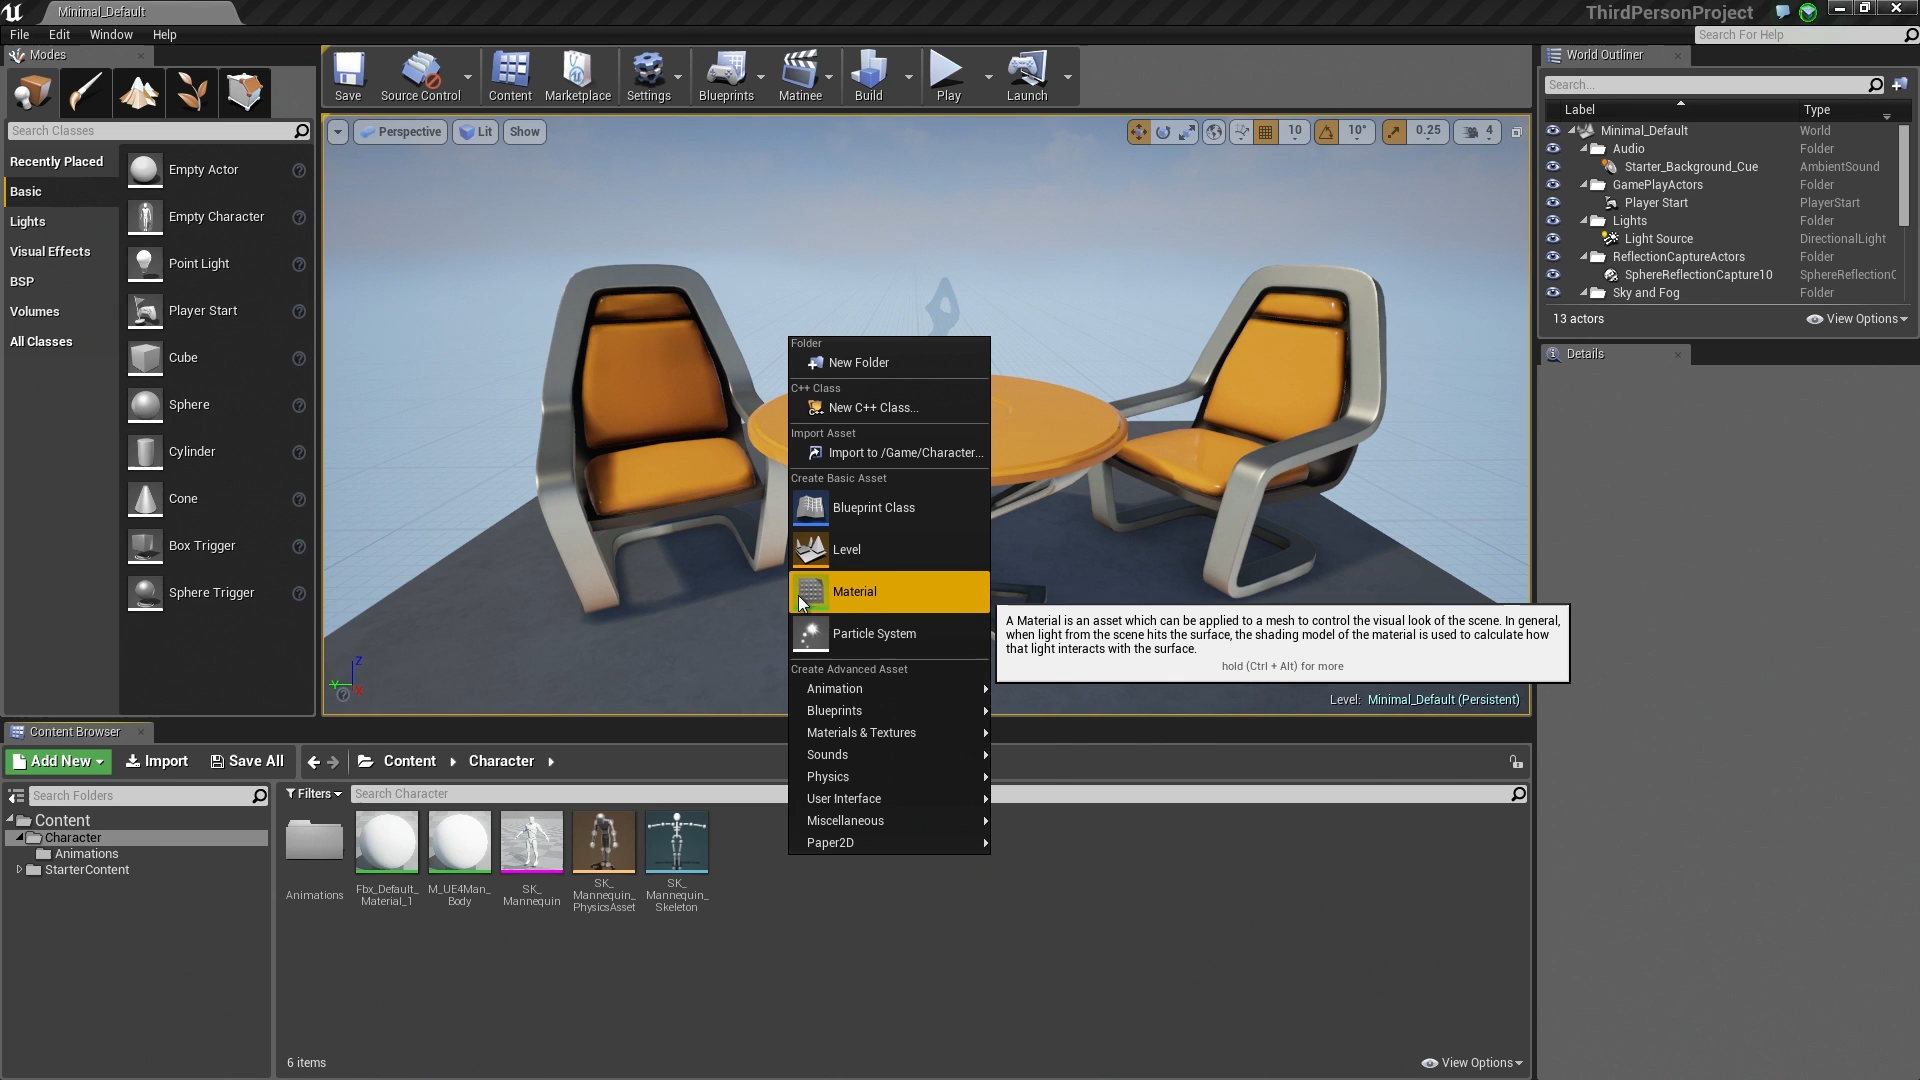 Minimal_Default
ThirdPersonProject
File Edit Window Help
Search For Help
Modes
Search Classes
Recently Placed
Basic
Lights
Visual Effects
BSP
Volumes
All Classes
Empty Actor
Empty Character
Point Light
Player Start
Cube
Sphere
Cylinder
Cone
Box Trigger
Sphere Trigger
Save
Source Control
Content
Marketplace
Settings
Blueprints
Matinee
Build
Play
Launch
Perspective
Lit
Show
10
10°
0.25
4
Folder
New Folder
C++ Class
New C++ Class...
Import Asset
Import to /Game/Character...
Create Basic Asset
Blueprint Class
Level
Material
Particle System
Create Advanced Asset
Animation
Blueprints
Materials & Textures
Sounds
Physics
User Interface
Miscellaneous
Paper2D
A Material is an asset which can be applied to a mesh to control the visual look of the scene. In general,
when light from the scene hits the surface, the shading model of the material is used to calculate how
that light interacts with the surface.
hold (Ctrl + Alt) for more
Z
Y
X
Level: Minimal_Default (Persistent)
World Outliner
Search...
Label Type
Minimal_Default World
Audio Folder
Starter_Background_Cue AmbientSound
GamePlayActors Folder
Player Start PlayerStart
Lights Folder
Light Source DirectionalLight
ReflectionCaptureActors Folder
SphereReflectionCapture10 SphereReflectionC
Sky and Fog Folder
13 actors
View Options
Details
Content Browser
Add New
Import
Save All
Content
Character
Search Folders
Content
Character
Animations
StarterContent
Filters
Search Character
Animations
Fbx_Default_
Material_1
M_UE4Man_
Body
SK_
Mannequin
SK_
Mannequin_
PhysicsAsset
SK_
Mannequin_
Skeleton
6 items
View Options